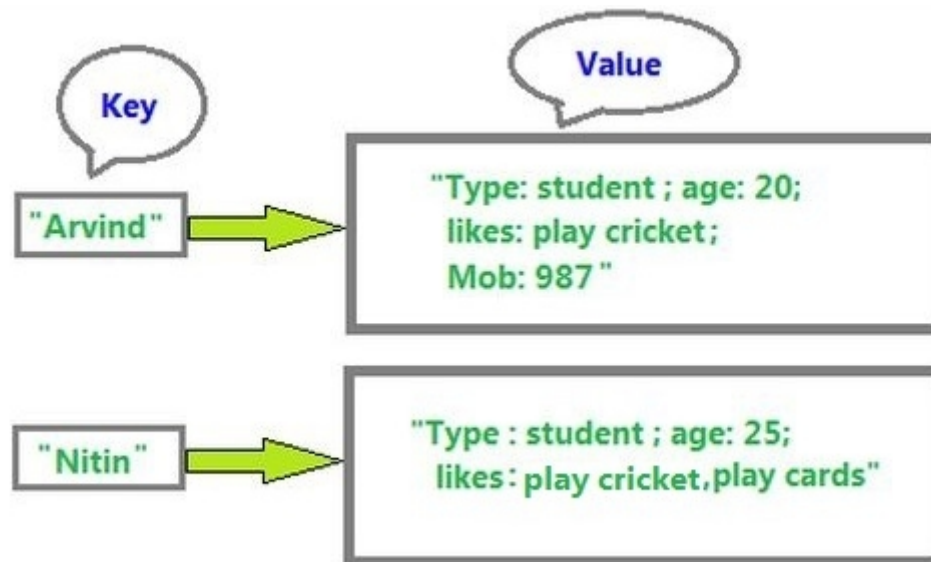 Key
Value
"Arvind"
"Type: student ; age: 20;
likes: play cricket;
Mob: 987 "
"Nitin"
"Type : student ; age: 25;
likes: play cricket,play cards"